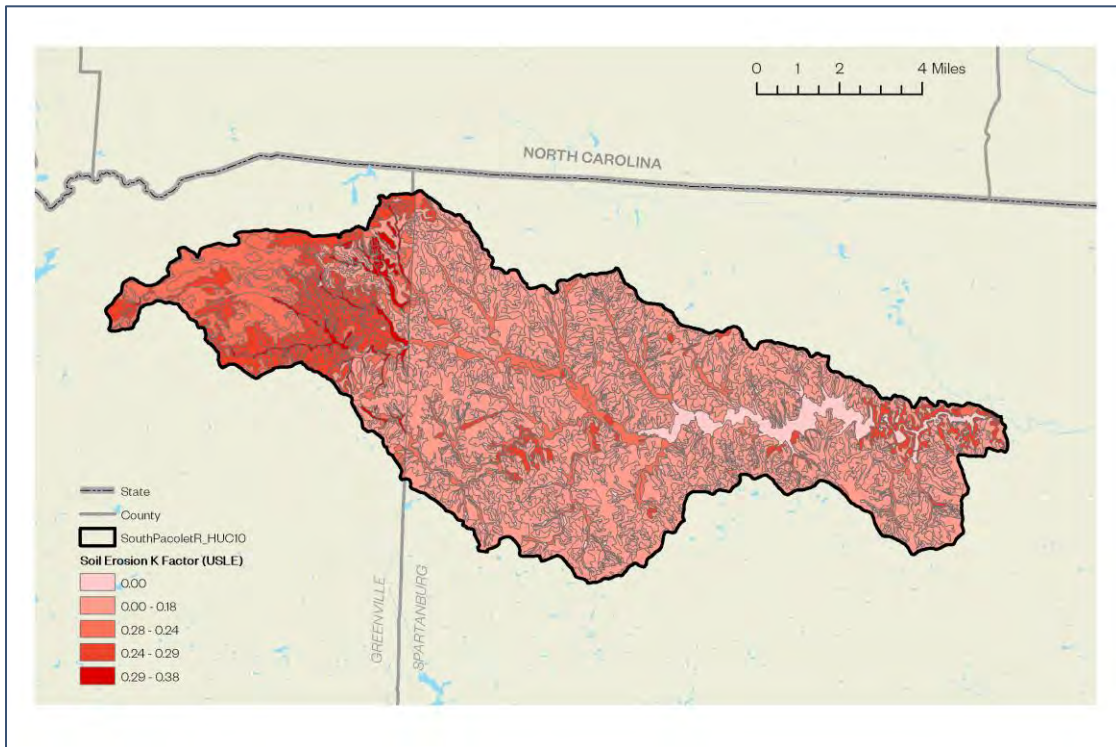 0 1 2 4 Miles
NORTH CAROLINA
State
County
SouthPacoletR_HUC10
Soil Erosion K Factor (USLE)
0.00
0.00 - 0.18
0.28 - 0.24
0.24 - 0.29
0.29 - 0.38
GREENVILLE
SPARTANBURG